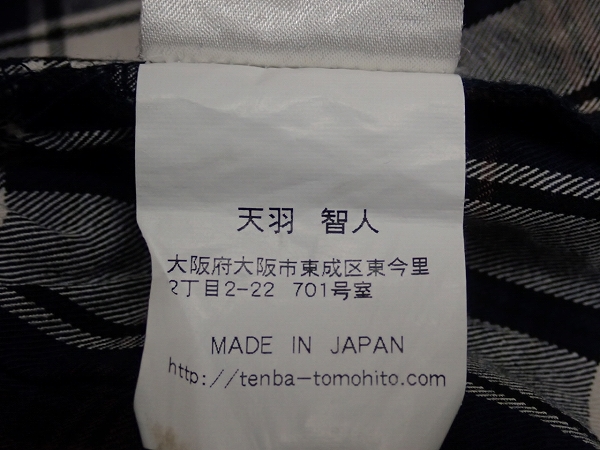 天羽 智人
大阪府大阪市東成区東今里
2丁目2-22 701号室
MADE IN JAPAN
http://tenba-tomohito.com